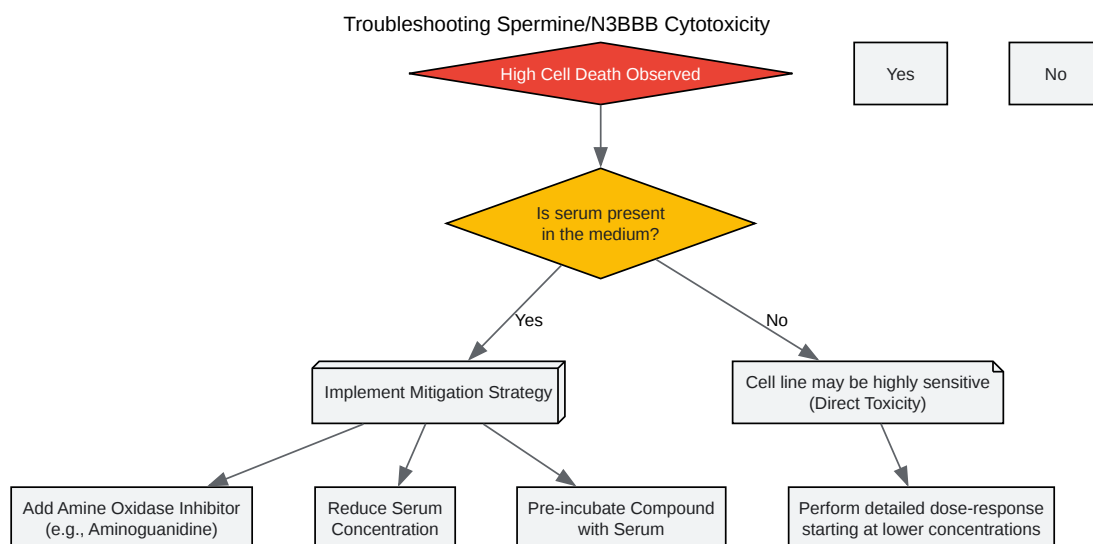 Troubleshooting Spermine/N3BBB Cytotoxicity
High Cell Death Observed
Yes
No
Is serum present
in the medium?
Yes
No
Implement Mitigation Strategy
Cell line may be highly sensitive
(Direct Toxicity)
Add Amine Oxidase Inhibitor
(e.g., Aminoguanidine)
Reduce Serum
Concentration
Pre-incubate Compound
with Serum
Perform detailed dose-response
starting at lower concentrations